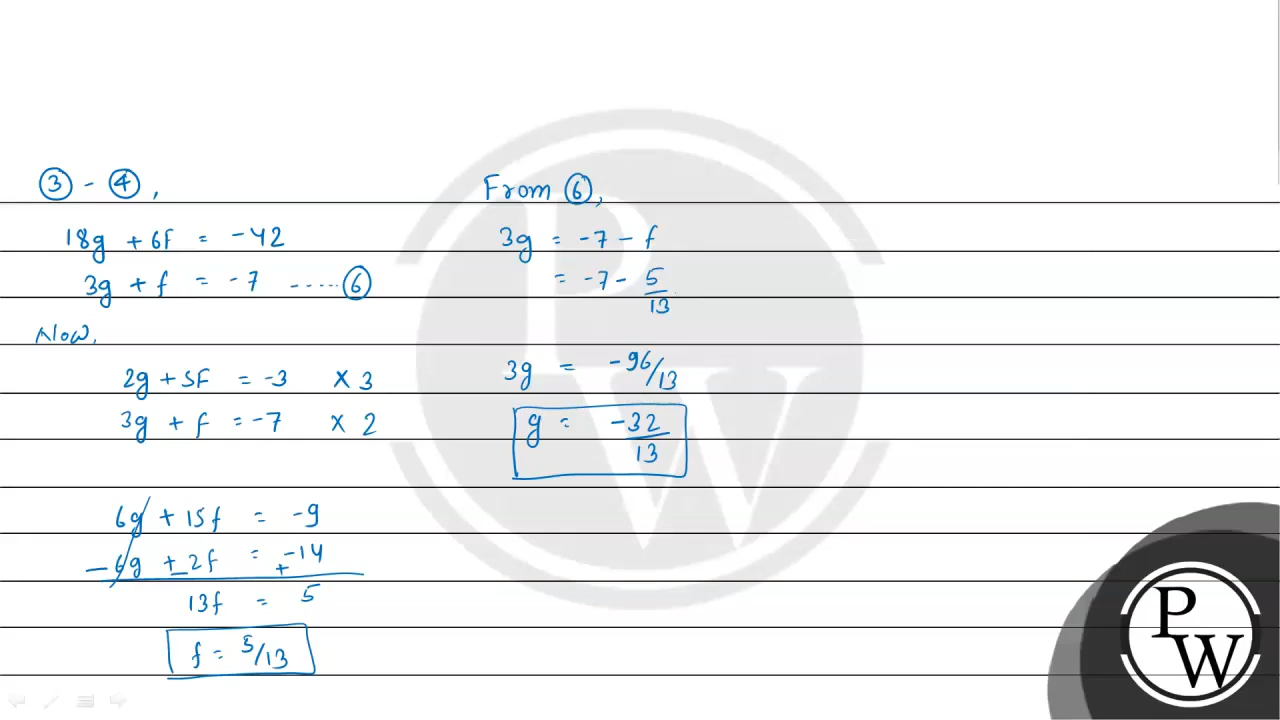 ③ - ④,
18g + 6f = -42
3g + f = -7 ..... ⑥
Now,
2g + 5f = -3 × 3
3g + f = -7 × 2
6g + 15f = -9
- 6g + - 2f = + -14
13f = 5
f = 5/13
From ⑥,
3g = -7 - f
= -7 - 5/13
3g = -96/13
g = -32/13
PW
PW